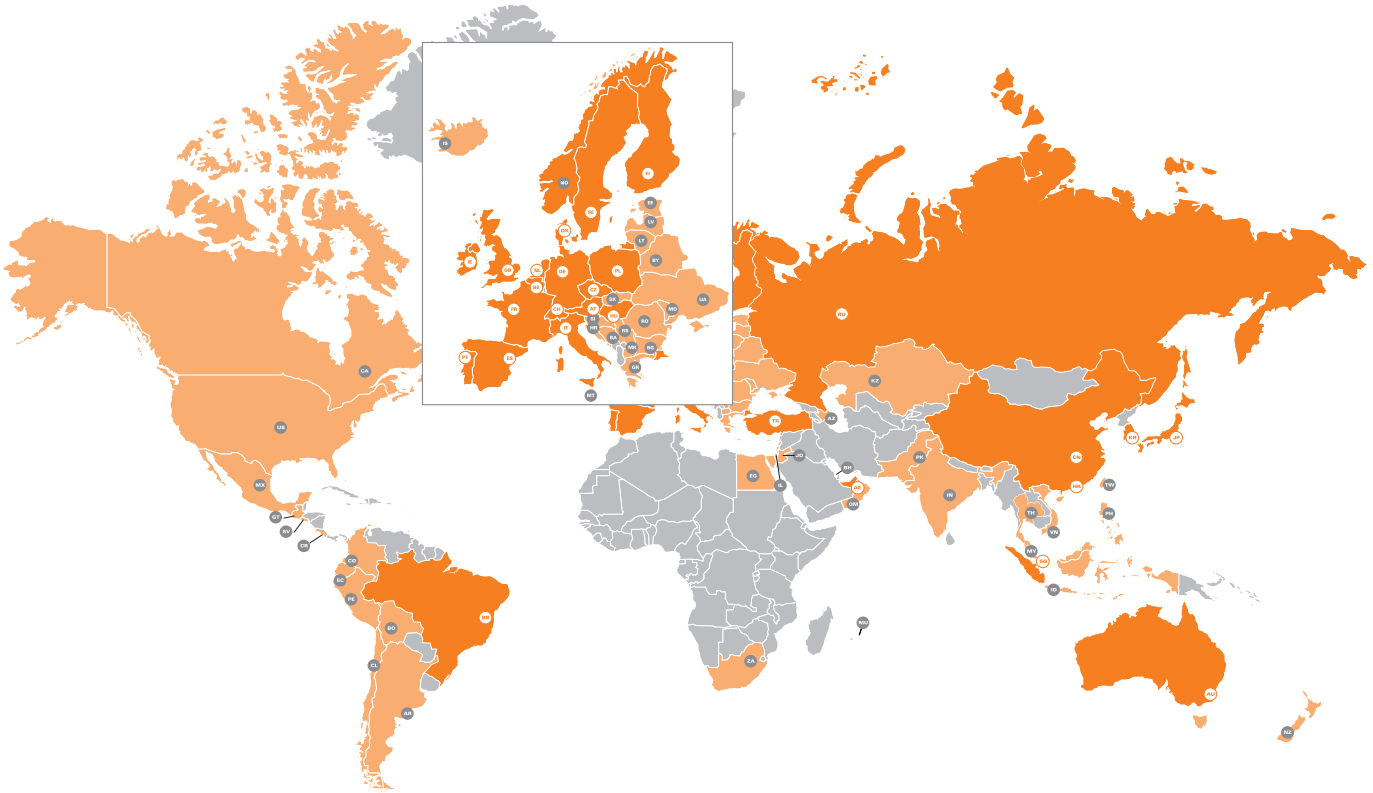 IS
NO
FI
SE
DK
EE
LV
LT
BY
IE
GB
NL
BE
DE
PL
CZ
SK
UA
FR
CH
AT
HU
MD
SI
HR
RO
IT
BA
RS
PT
ES
MK
BG
GR
MT
RU
CA
KZ
US
TR
AZ
KR
JP
JO
PK
CN
BH
MX
EG
IL
AE
HK
TW
IN
OM
GT
TH
PH
SV
VN
CR
MY
CO
SG
EC
ID
PE
BR
BO
MU
ZA
CL
AU
AR
NZ